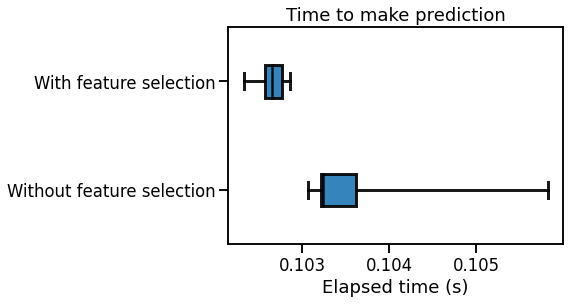 Time to make prediction
With feature selection
Without feature selection
0.103 0.104 0.105
Elapsed time (s)